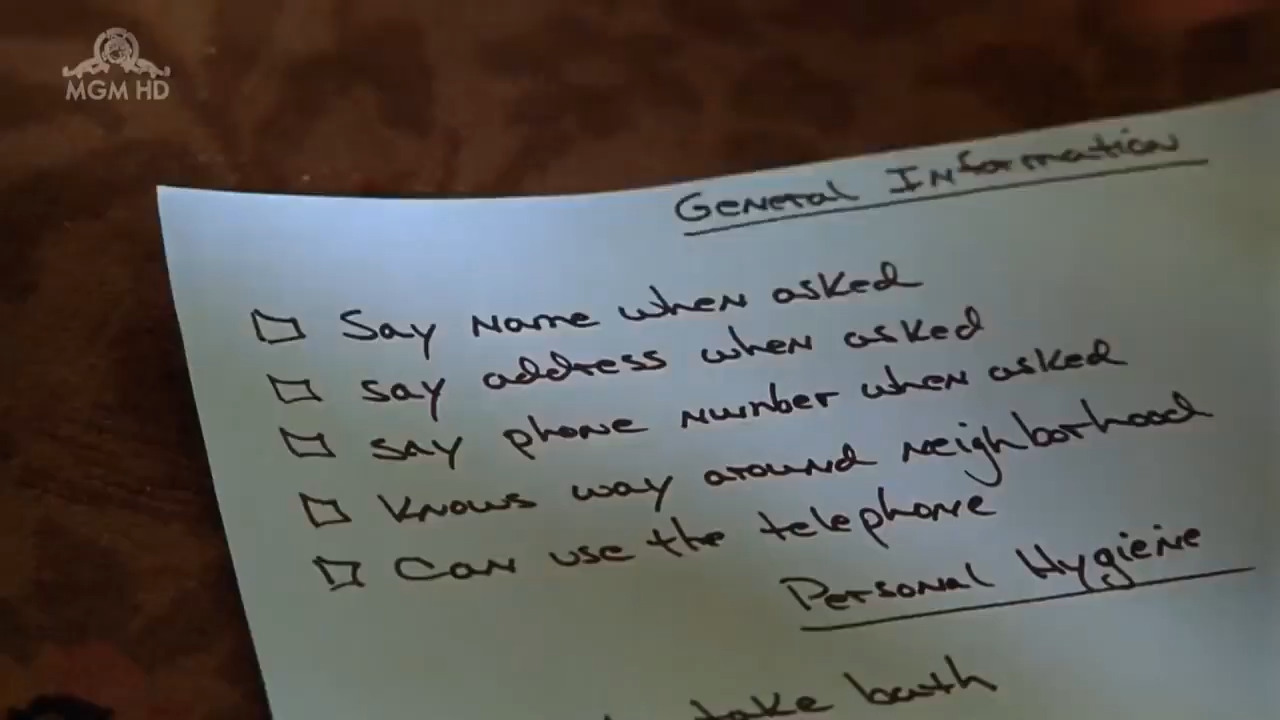 MGM HD
General Information
Say Name when asked
Say address when asked
Say phone number when asked
Knows way around neighborhood
Can use the telephone
Personal Hygiene
take bath